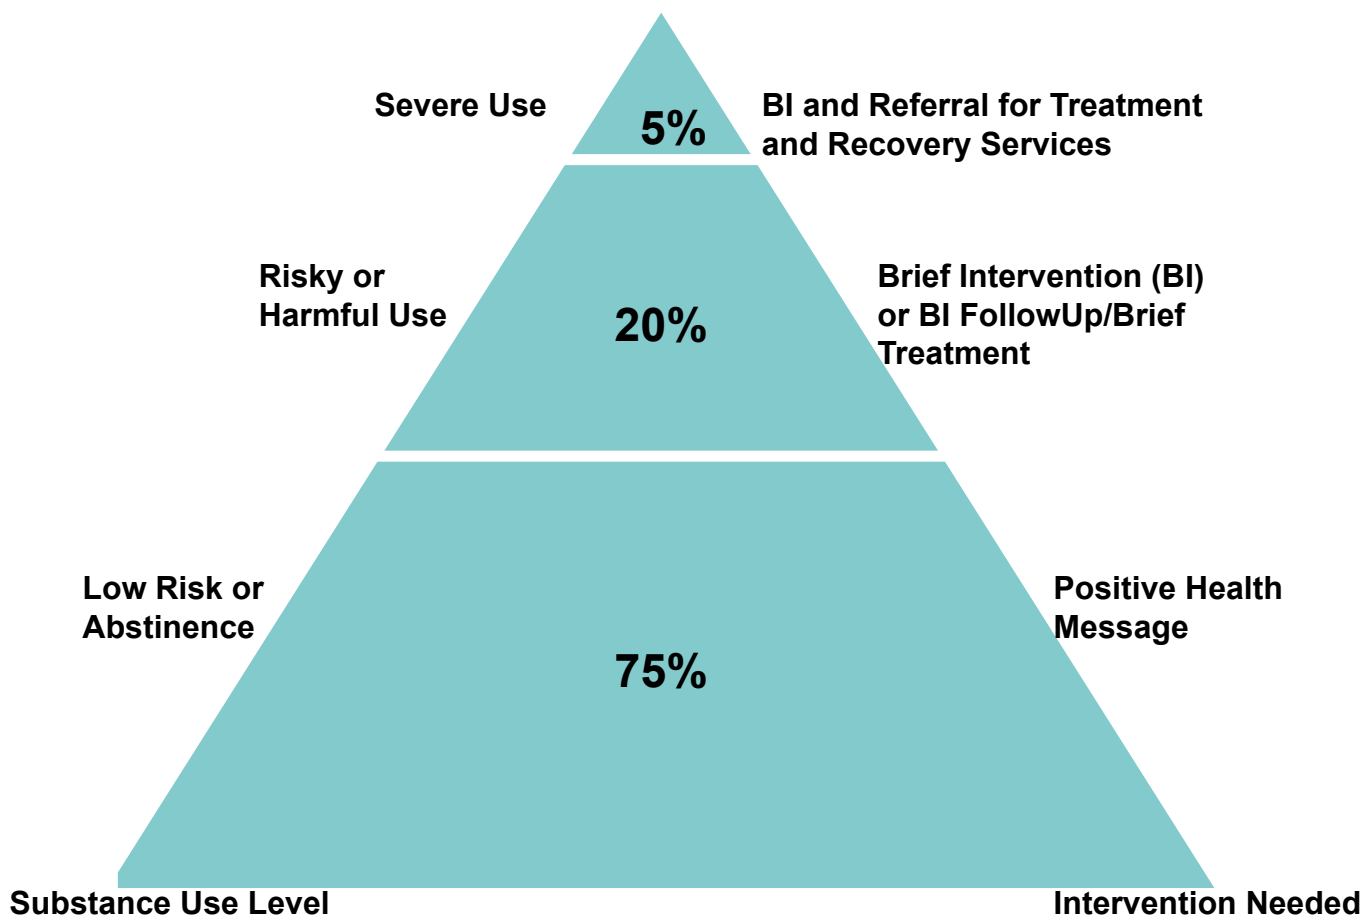 Severe Use
5%
BI and Referral for Treatment
and Recovery Services
Risky or
Harmful Use
20%
Brief Intervention (BI)
or BI FollowUp/Brief
Treatment
Low Risk or
Abstinence
75%
Positive Health
Message
Substance Use Level
Intervention Needed